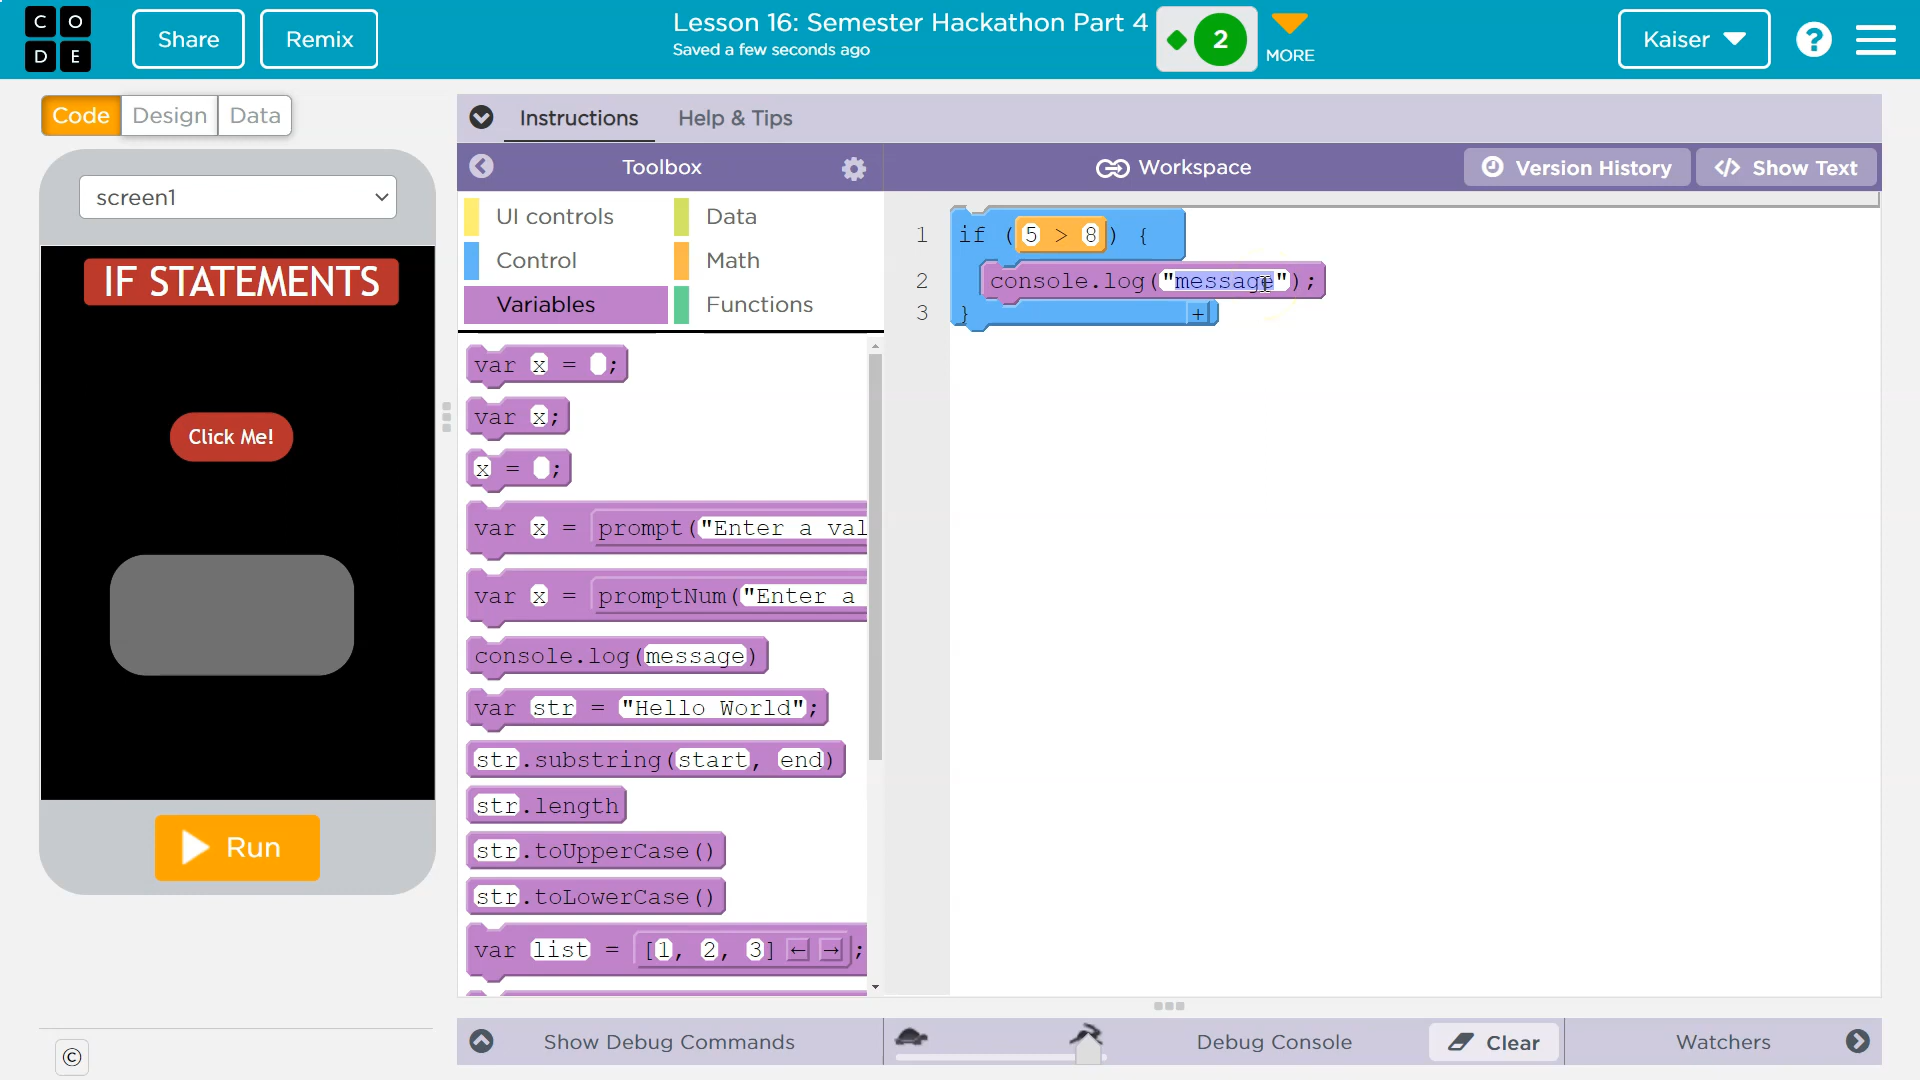 C O
D E
Share
Remix
Lesson 16: Semester Hackathon Part 4
Saved a few seconds ago
2
MORE
Kaiser
?
Code
Design
Data
Instructions
Help & Tips
screen1
Toolbox
Workspace
Version History
</> Show Text
UI controls
Data
Control
Math
Variables
Functions
IF STATEMENTS
Click Me!
Run
var x = ;
var x;
x = ;
var x = prompt("Enter a val
var x = promptNum("Enter a
console.log(message)
var str = "Hello World";
str.substring(start, end)
str.length
str.toUpperCase()
str.toLowerCase()
var list = [1, 2, 3] ← → ;
1 if (5 > 8) {
2 console.log("message");
3 } +
©
Show Debug Commands
Debug Console
Clear
Watchers